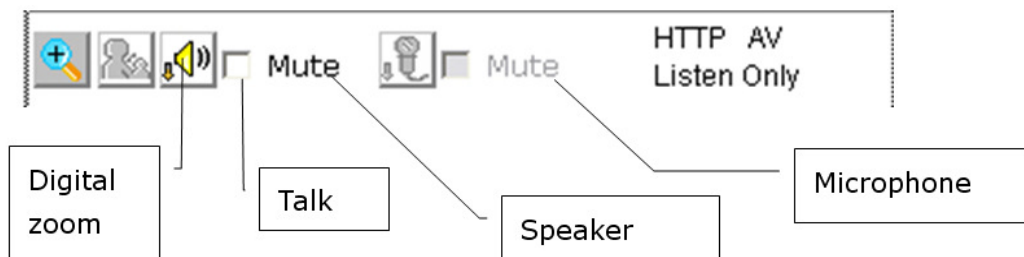 Mute
Mute
HTTP AV
Listen Only
Digital
zoom
Talk
Speaker
Microphone